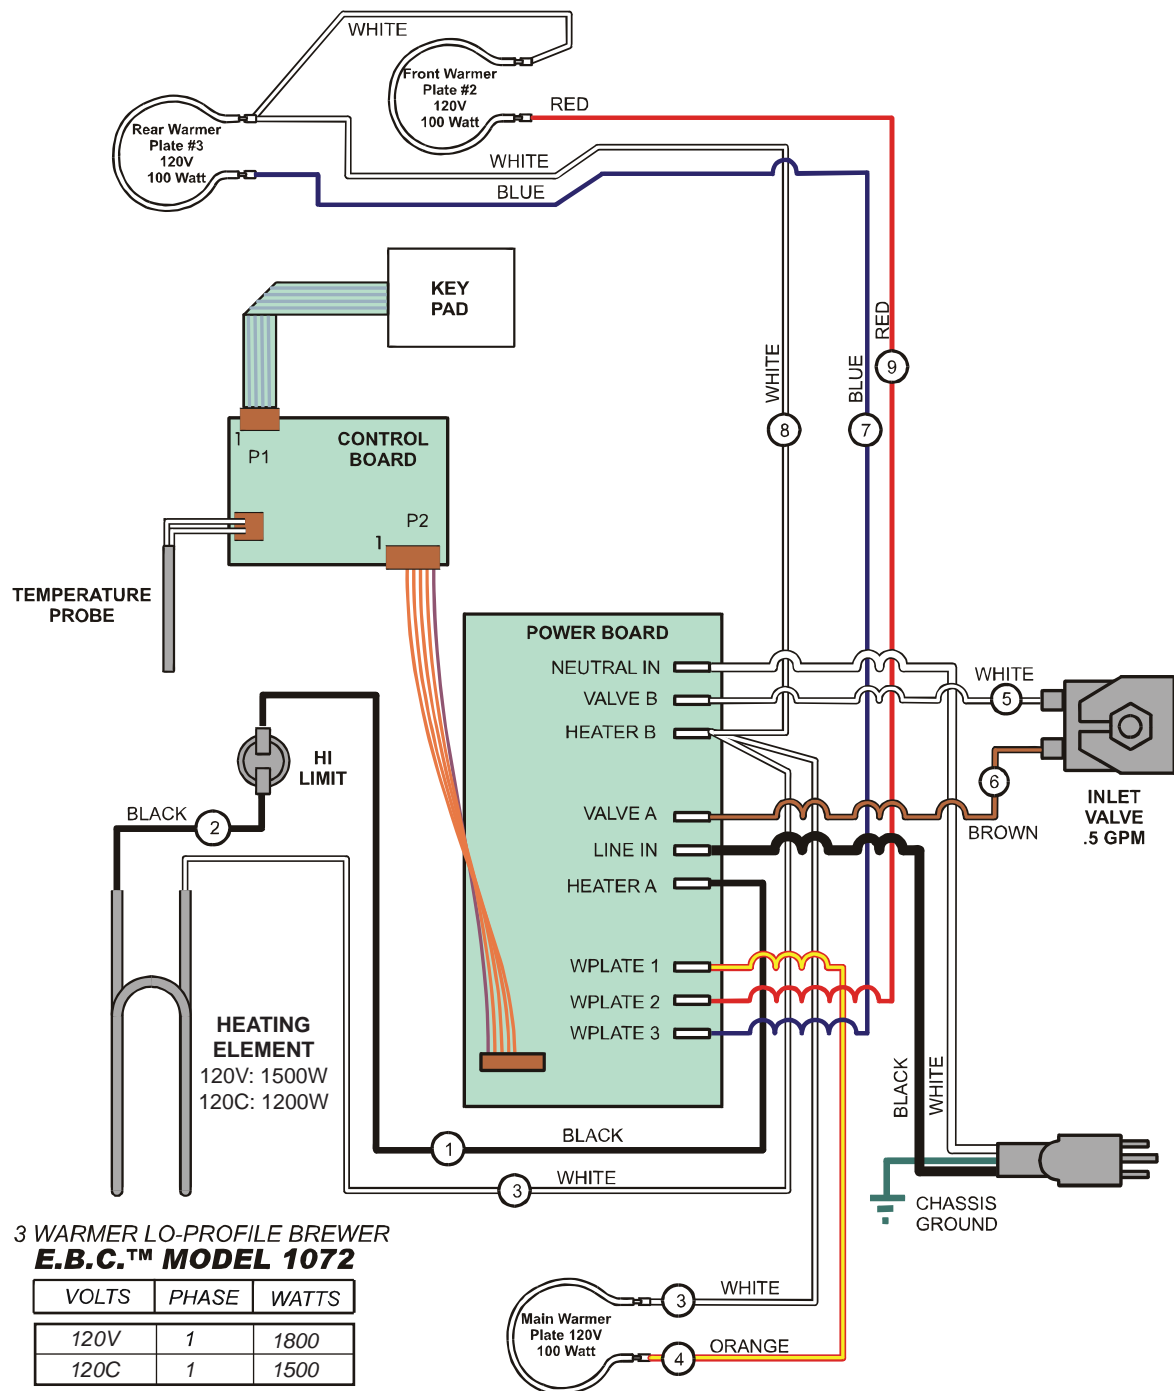 WHITE
Front Warmer
Plate #2
120V
100 Watt
RED
Rear Warmer
Plate #3
120V
100 Watt
WHITE
BLUE
KEY
PAD
RED
9
WHITE
BLUE
8
7
1
P1
CONTROL
BOARD
P2
1
TEMPERATURE
PROBE
POWER BOARD
NEUTRAL IN
VALVE B
HEATER B
VALVE A
LINE IN
HEATER A
WPLATE 1
WPLATE 2
WPLATE 3
WHITE
5
6
BROWN
INLET
VALVE
.5 GPM
HI
LIMIT
BLACK
2
HEATING
ELEMENT
120V: 1500W
120C: 1200W
BLACK
WHITE
1
BLACK
3
WHITE
CHASSIS
GROUND
3 WARMER LO-PROFILE BREWER
E.B.C.™ MODEL 1072
VOLTS PHASE WATTS
120V 1 1800
120C 1 1500
Main Warmer
Plate 120V
100 Watt
3
WHITE
4
ORANGE